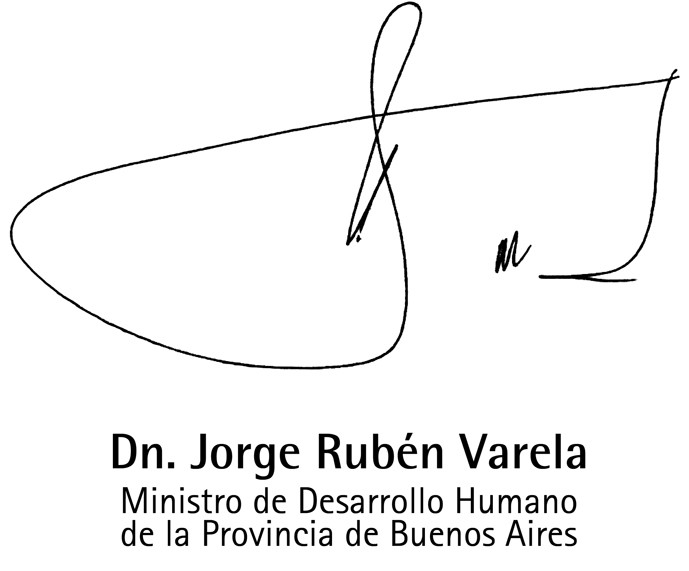 Dn. Jorge Rubén Varela
Ministro de Desarrollo Humano
de la Provincia de Buenos Aires